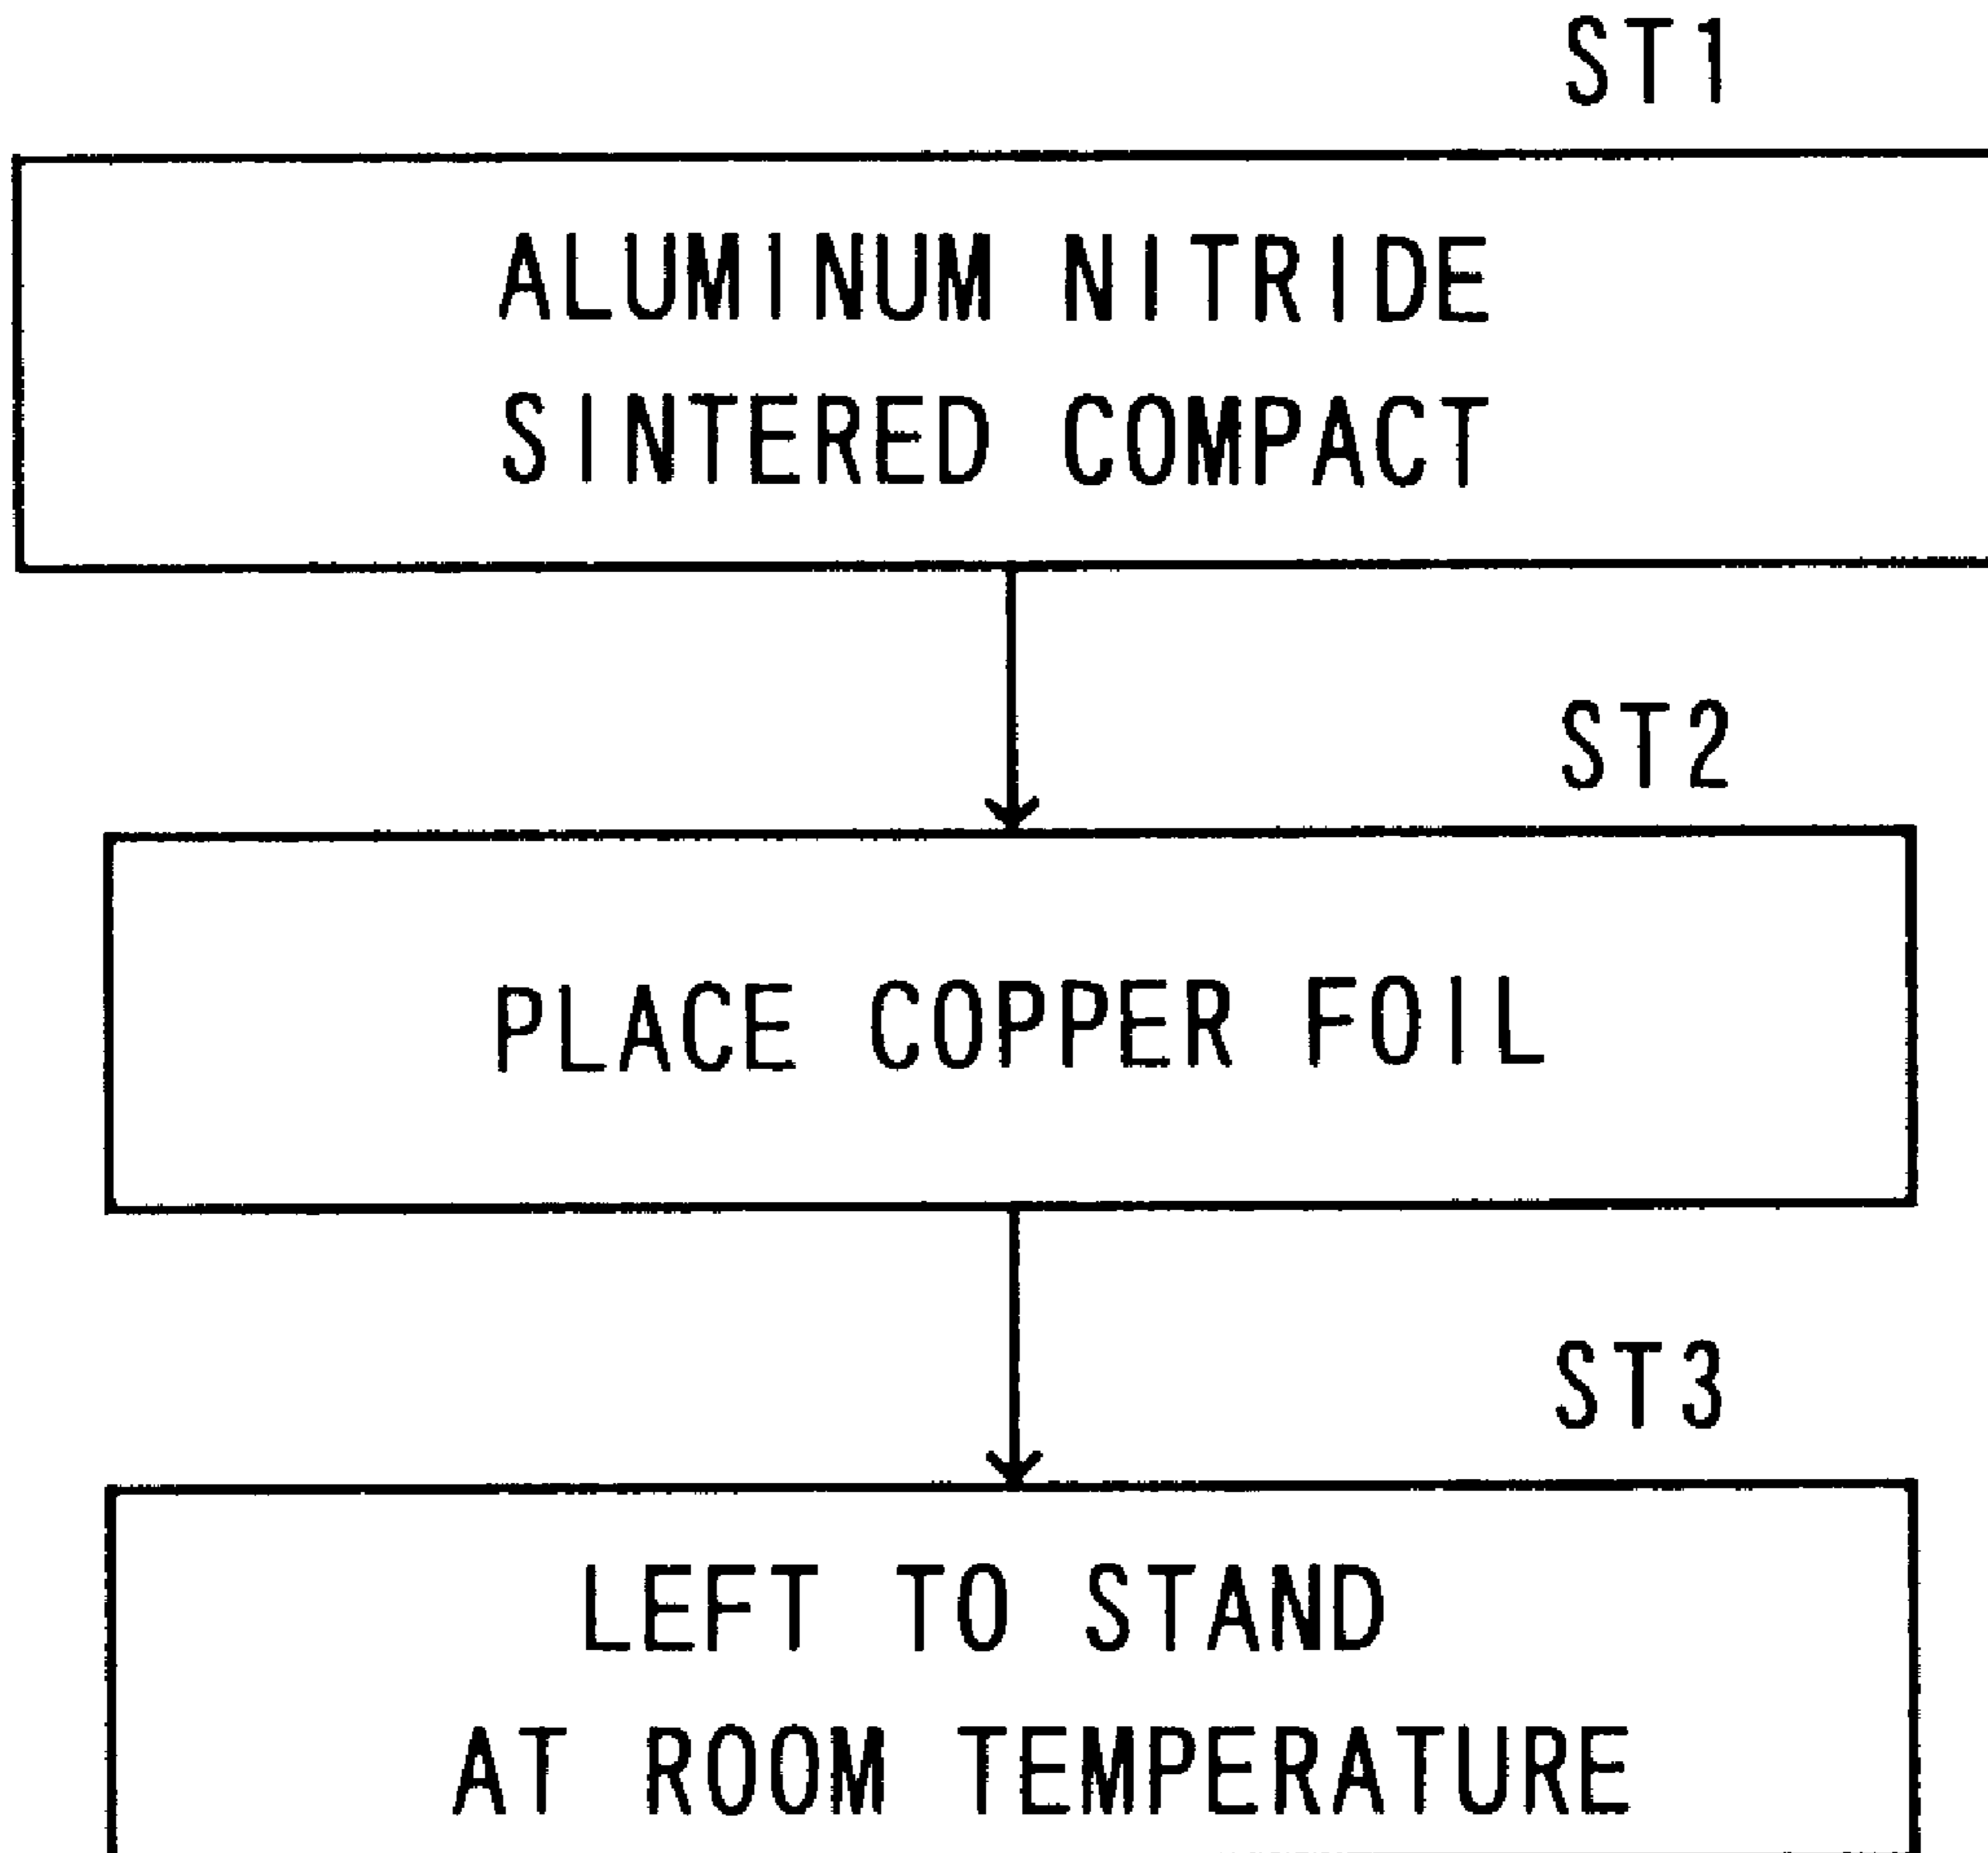 ST1
ALUMINUM NITRIDE
SINTERED COMPACT
ST2
PLACE COPPER FOIL
ST3
LEFT TO STAND
AT ROOM TEMPERATURE